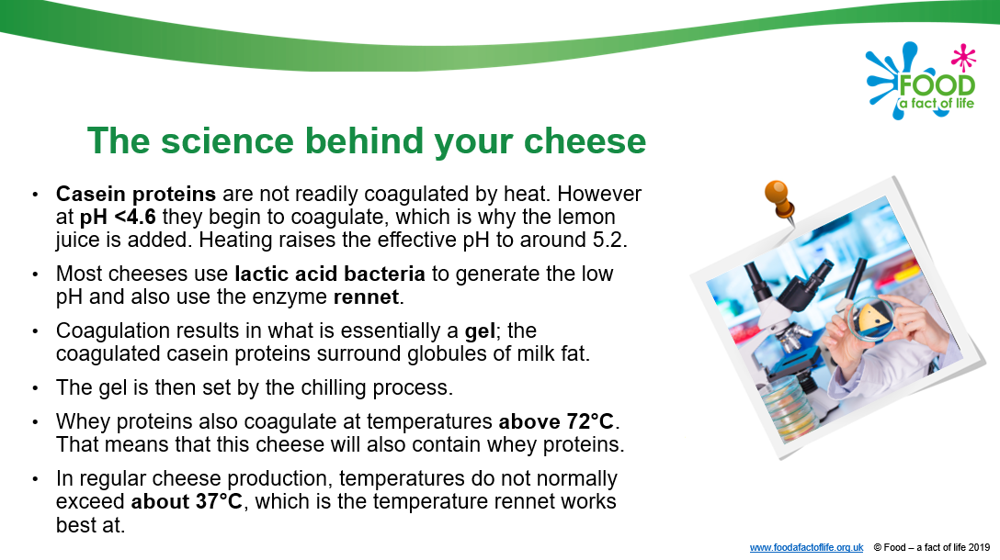 FOOD
a fact of life
The science behind your cheese
• Casein proteins are not readily coagulated by heat. However
at pH <4.6 they begin to coagulate, which is why the lemon
juice is added. Heating raises the effective pH to around 5.2.
• Most cheeses use lactic acid bacteria to generate the low
pH and also use the enzyme rennet.
• Coagulation results in what is essentially a gel; the
coagulated casein proteins surround globules of milk fat.
• The gel is then set by the chilling process.
• Whey proteins also coagulate at temperatures above 72°C.
That means that this cheese will also contain whey proteins.
• In regular cheese production, temperatures do not normally
exceed about 37°C, which is the temperature rennet works
best at.
www.foodafactoflife.org.uk © Food – a fact of life 2019